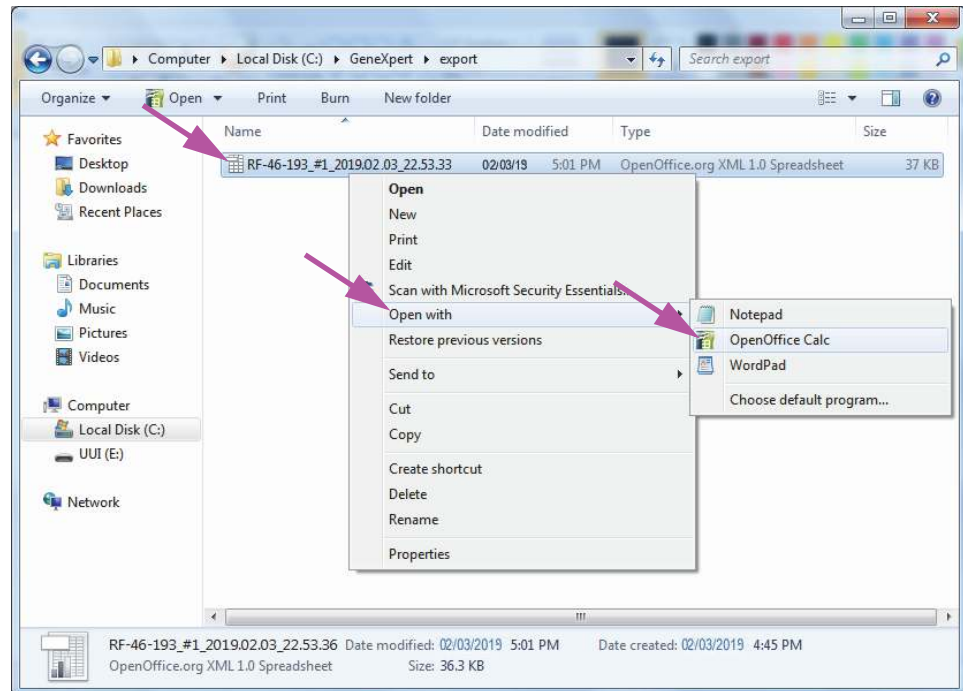 Computer Local Disk (C:) GeneXpert export Search export
Organize Open Print Burn New folder
Name Date modified Type Size
RF-46-193_#1_2019.02.03_22.53.33 02/03/19 5:01 PM OpenOffice.org XML 1.0 Spreadsheet 37 KB
Favorites
Desktop
Downloads
Recent Places
Libraries
Documents
Music
Pictures
Videos
Computer
Local Disk (C:)
UUI (E:)
Network
Open
New
Print
Edit
Scan with Microsoft Security Essentials...
Open with
Restore previous versions
Send to
Cut
Copy
Create shortcut
Delete
Rename
Properties
Notepad
OpenOffice Calc
WordPad
Choose default program...
RF-46-193_#1_2019.02.03_22.53.36 Date modified: 02/03/2019 5:01 PM Date created: 02/03/2019 4:45 PM
OpenOffice.org XML 1.0 Spreadsheet Size: 36.3 KB